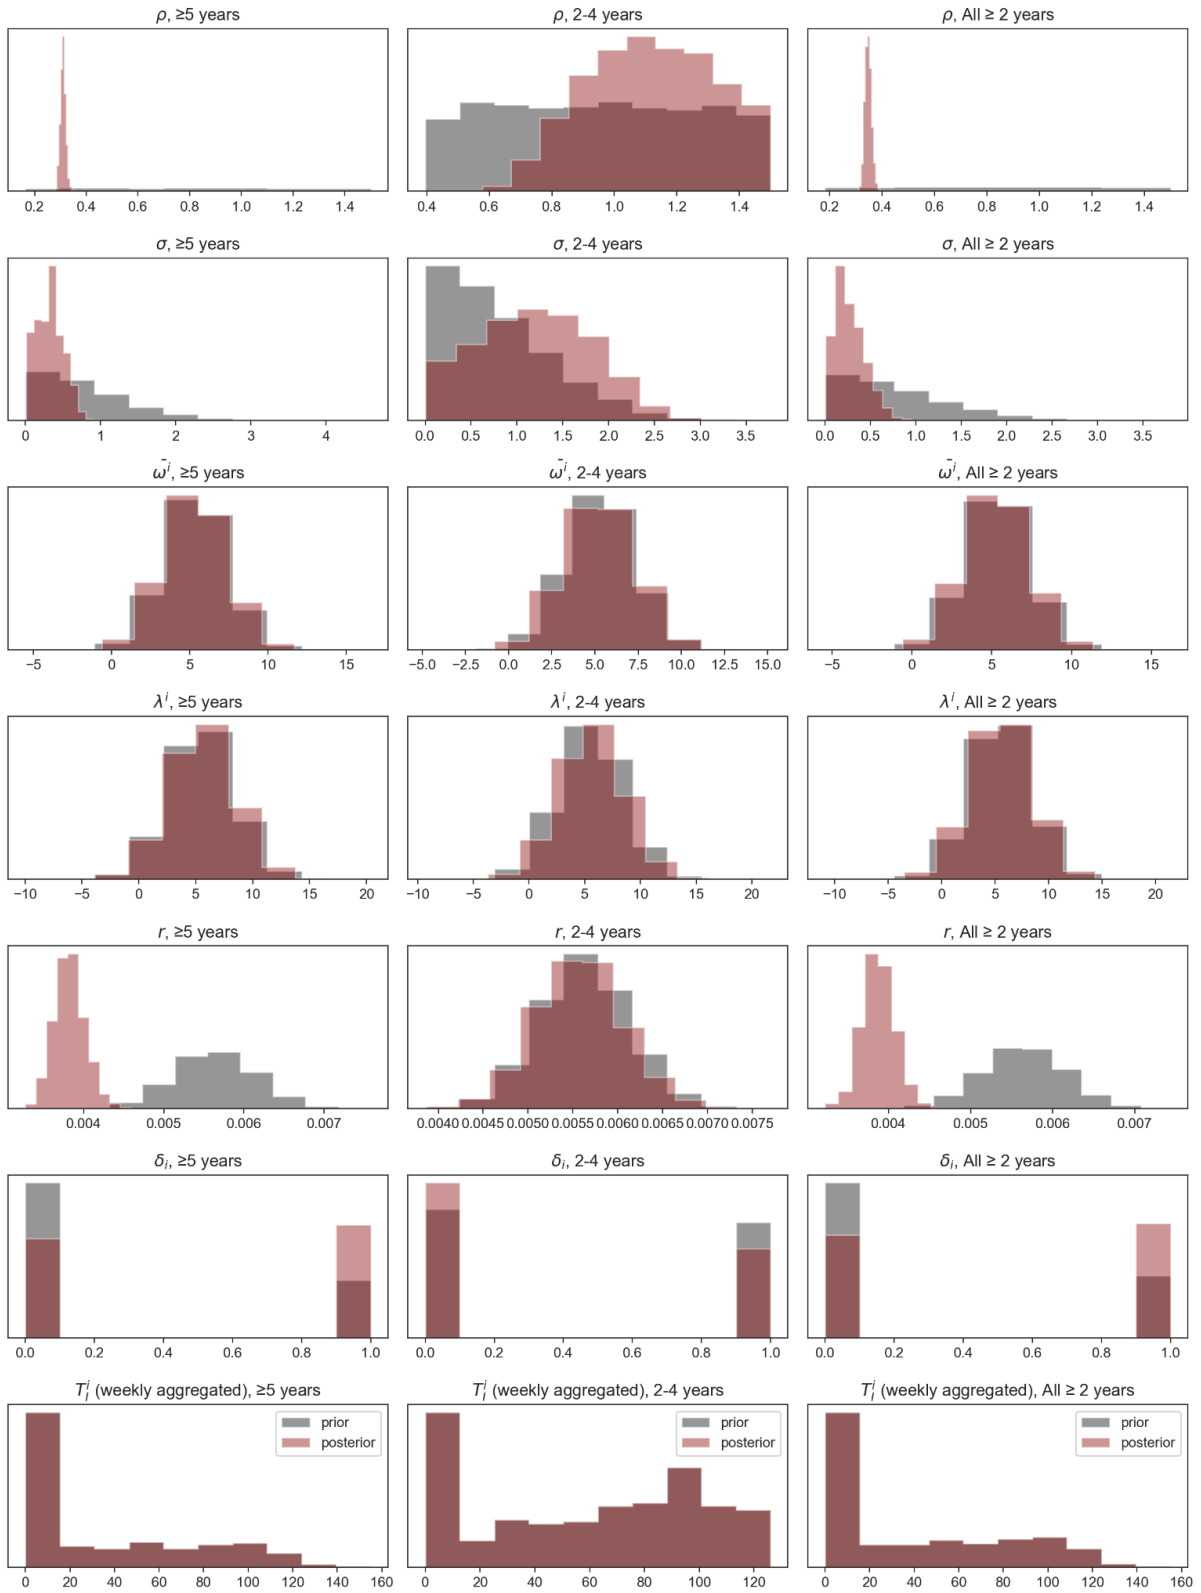 ρ, ≥5 years ρ, 2-4 years ρ, All ≥ 2 years
0.2 0.4 0.6 0.8 1.0 1.2 1.4 0.4 0.6 0.8 1.0 1.2 1.4 0.2 0.4 0.6 0.8 1.0 1.2 1.4
σ, ≥5 years σ, 2-4 years σ, All ≥ 2 years
0 1 2 3 4 0.0 0.5 1.0 1.5 2.0 2.5 3.0 3.5 0.0 0.5 1.0 1.5 2.0 2.5 3.0 3.5
ω̄ⁱ, ≥5 years ω̄ⁱ, 2-4 years ω̄ⁱ, All ≥ 2 years
−5 0 5 10 15 −5.0 −2.5 0.0 2.5 5.0 7.5 10.0 12.5 15.0 −5 0 5 10 15
λⁱ, ≥5 years λⁱ, 2-4 years λⁱ, All ≥ 2 years
−10 −5 0 5 10 15 20 −10 −5 0 5 10 15 20 −10 −5 0 5 10 15 20
r, ≥5 years r, 2-4 years r, All ≥ 2 years
0.004 0.005 0.006 0.007 0.0040 0.0045 0.0050 0.0055 0.0060 0.0065 0.0070 0.0075 0.004 0.005 0.006 0.007
δᵢ, ≥5 years δᵢ, 2-4 years δᵢ, All ≥ 2 years
0.0 0.2 0.4 0.6 0.8 1.0 0.0 0.2 0.4 0.6 0.8 1.0 0.0 0.2 0.4 0.6 0.8 1.0
Tₗⁱ (weekly aggregated), ≥5 years Tₗⁱ (weekly aggregated), 2-4 years Tₗⁱ (weekly aggregated), All ≥ 2 years
prior prior prior
posterior posterior posterior
0 20 40 60 80 100 120 140 160 0 20 40 60 80 100 120 0 20 40 60 80 100 120 140 160